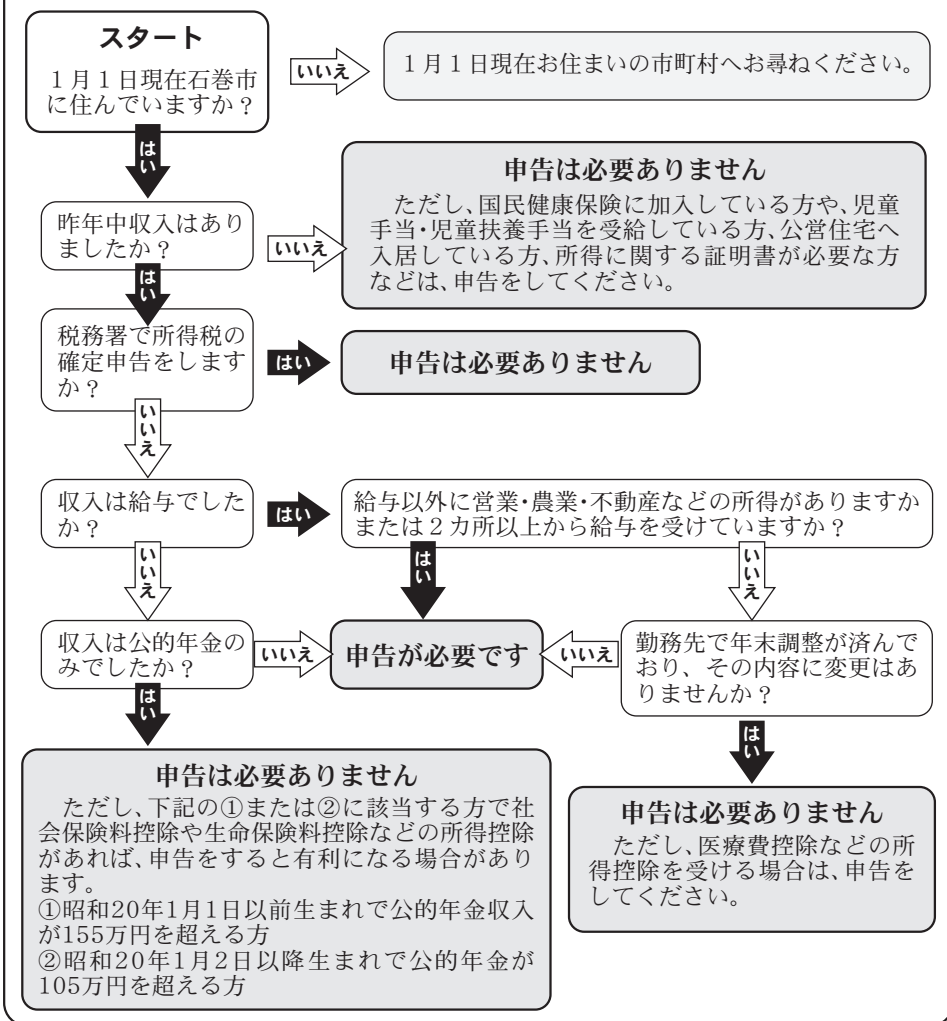 スタート
1月1日現在石巻市
に住んでいますか？
いいえ
1月1日現在お住まいの市町村へお尋ねください。
はい
昨年中収入はあり
ましたか？
いいえ
申告は必要ありません
ただし、国民健康保険に加入している方や、児童
手当・児童扶養手当を受給している方、公営住宅へ
入居している方、所得に関する証明書が必要な方
などは、申告をしてください。
はい
税務署で所得税の
確定申告をします
か？
はい
申告は必要ありません
いいえ
収入は給与でした
か？
はい
給与以外に営業・農業・不動産などの所得がありますか
または2カ所以上から給与を受けていますか？
いいえ
はい
いいえ
収入は公的年金の
みでしたか？
いいえ
申告が必要です
いいえ
勤務先で年末調整が済んで
おり、その内容に変更はあ
りませんか？
はい
はい
申告は必要ありません
ただし、下記の①または②に該当する方で社
会保険料控除や生命保険料控除などの所得控除
があれば、申告をすると有利になる場合があり
ます。
①昭和20年1月1日以前生まれで公的年金収入
が155万円を超える方
②昭和20年1月2日以降生まれで公的年金が
105万円を超える方
申告は必要ありません
ただし、医療費控除などの所
得控除を受ける場合は、申告を
してください。